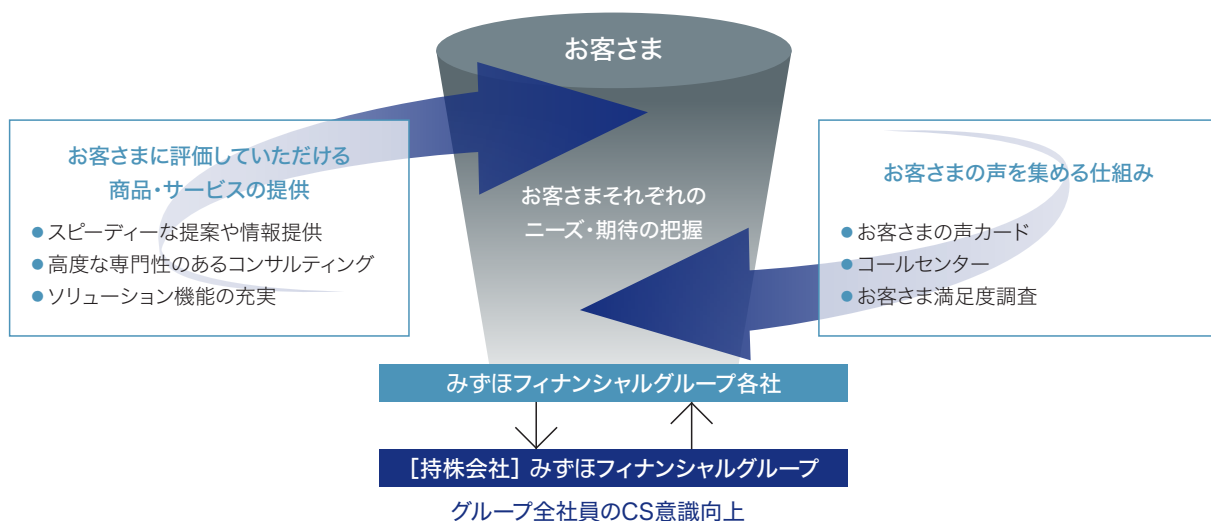 お客さま
お客さまに評価していただける
商品・サービスの提供
●スピーディーな提案や情報提供
●高度な専門性のあるコンサルティング
●ソリューション機能の充実
お客さまそれぞれの
ニーズ・期待の把握
お客さまの声を集める仕組み
●お客さまの声カード
●コールセンター
●お客さま満足度調査
みずほフィナンシャルグループ各社
［持株会社］みずほフィナンシャルグループ
グループ全社員のCS意識向上